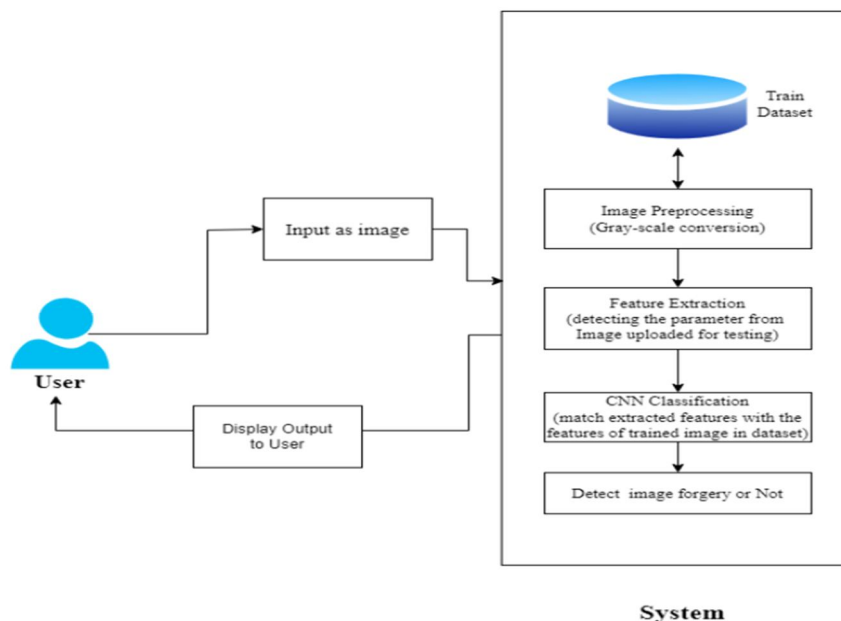 Train
Dataset
Image Preprocessing
(Gray-scale conversion)
Input as image
Feature Extraction
(detecting the parameter from
Image uploaded for testing)
User
CNN Classification
(match extracted features with the
features of trained image in dataset)
Display Output
to User
Detect image forgery or Not
System